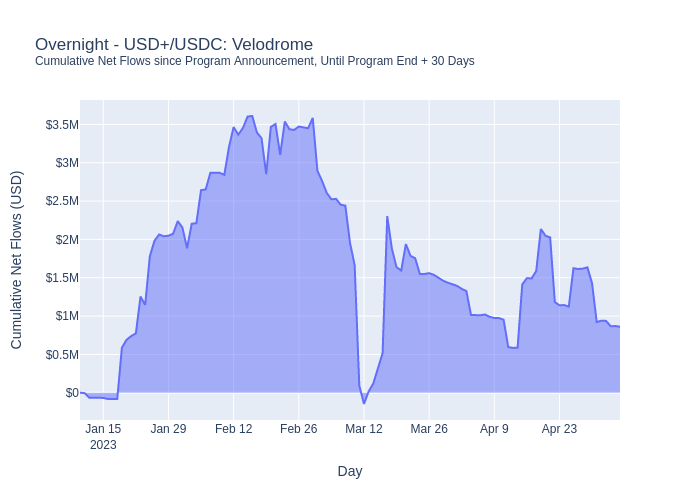 Overnight - USD+/USDC: Velodrome
Cumulative Net Flows since Program Announcement, Until Program End + 30 Days
$3.5M
$3M
$2.5M
$2M
$1.5M
$1M
$0.5M
$0
Cumulative Net Flows (USD)
Jan 15
2023
Jan 29
Feb 12
Feb 26
Mar 12
Mar 26
Apr 9
Apr 23
Day